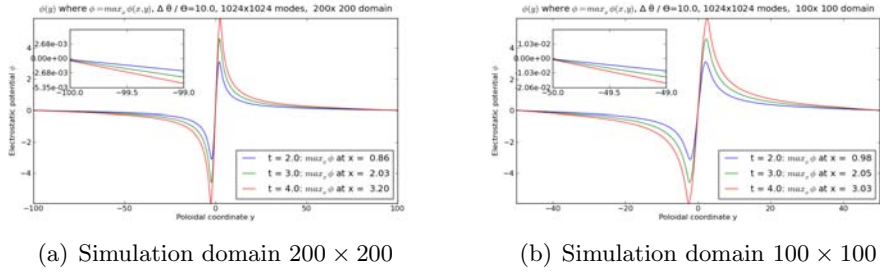 ϕ(y) where ϕ = max_x ϕ(x,y), Δ θ / Θ=10.0, 1024x1024 modes, 200x 200 domain
Electrostatic potential ϕ
4
2
0
−2
−4
2.68e-03
0.00e+00
2.68e-03
5.35e-03
−100 −99.5 −99.0
t = 2.0: max_x ϕ at x = 0.86
t = 3.0: max_x ϕ at x = 2.03
t = 4.0: max_x ϕ at x = 3.20
−100 −50 0 50 100
Poloidal coordinate y
(a) Simulation domain 200 × 200
ϕ(y) where ϕ = max_x ϕ(x,y), Δ θ / Θ=10.0, 1024x1024 modes, 100x 100 domain
Electrostatic potential ϕ
4
2
0
−2
−4
1.03e-02
0.00e+00
1.03e-02
2.06e-02
−50.0 −49.5 −49.0
t = 2.0: max_x ϕ at x = 0.98
t = 3.0: max_x ϕ at x = 2.05
t = 4.0: max_x ϕ at x = 3.03
−40 −20 0 20 40
Poloidal coordinate y
(b) Simulation domain 100 × 100